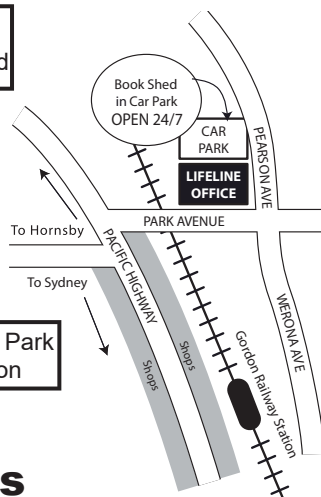 d
Book Shed
in Car Park
OPEN 24/7
CAR
PARK
PEARSON AVE
LIFELINE
OFFICE
PARK AVENUE
To Hornsby
PACIFIC HIGHWAY
To Sydney
WERONA AVE
Shops
Shops
Gordon Railway Station
Park
on
s